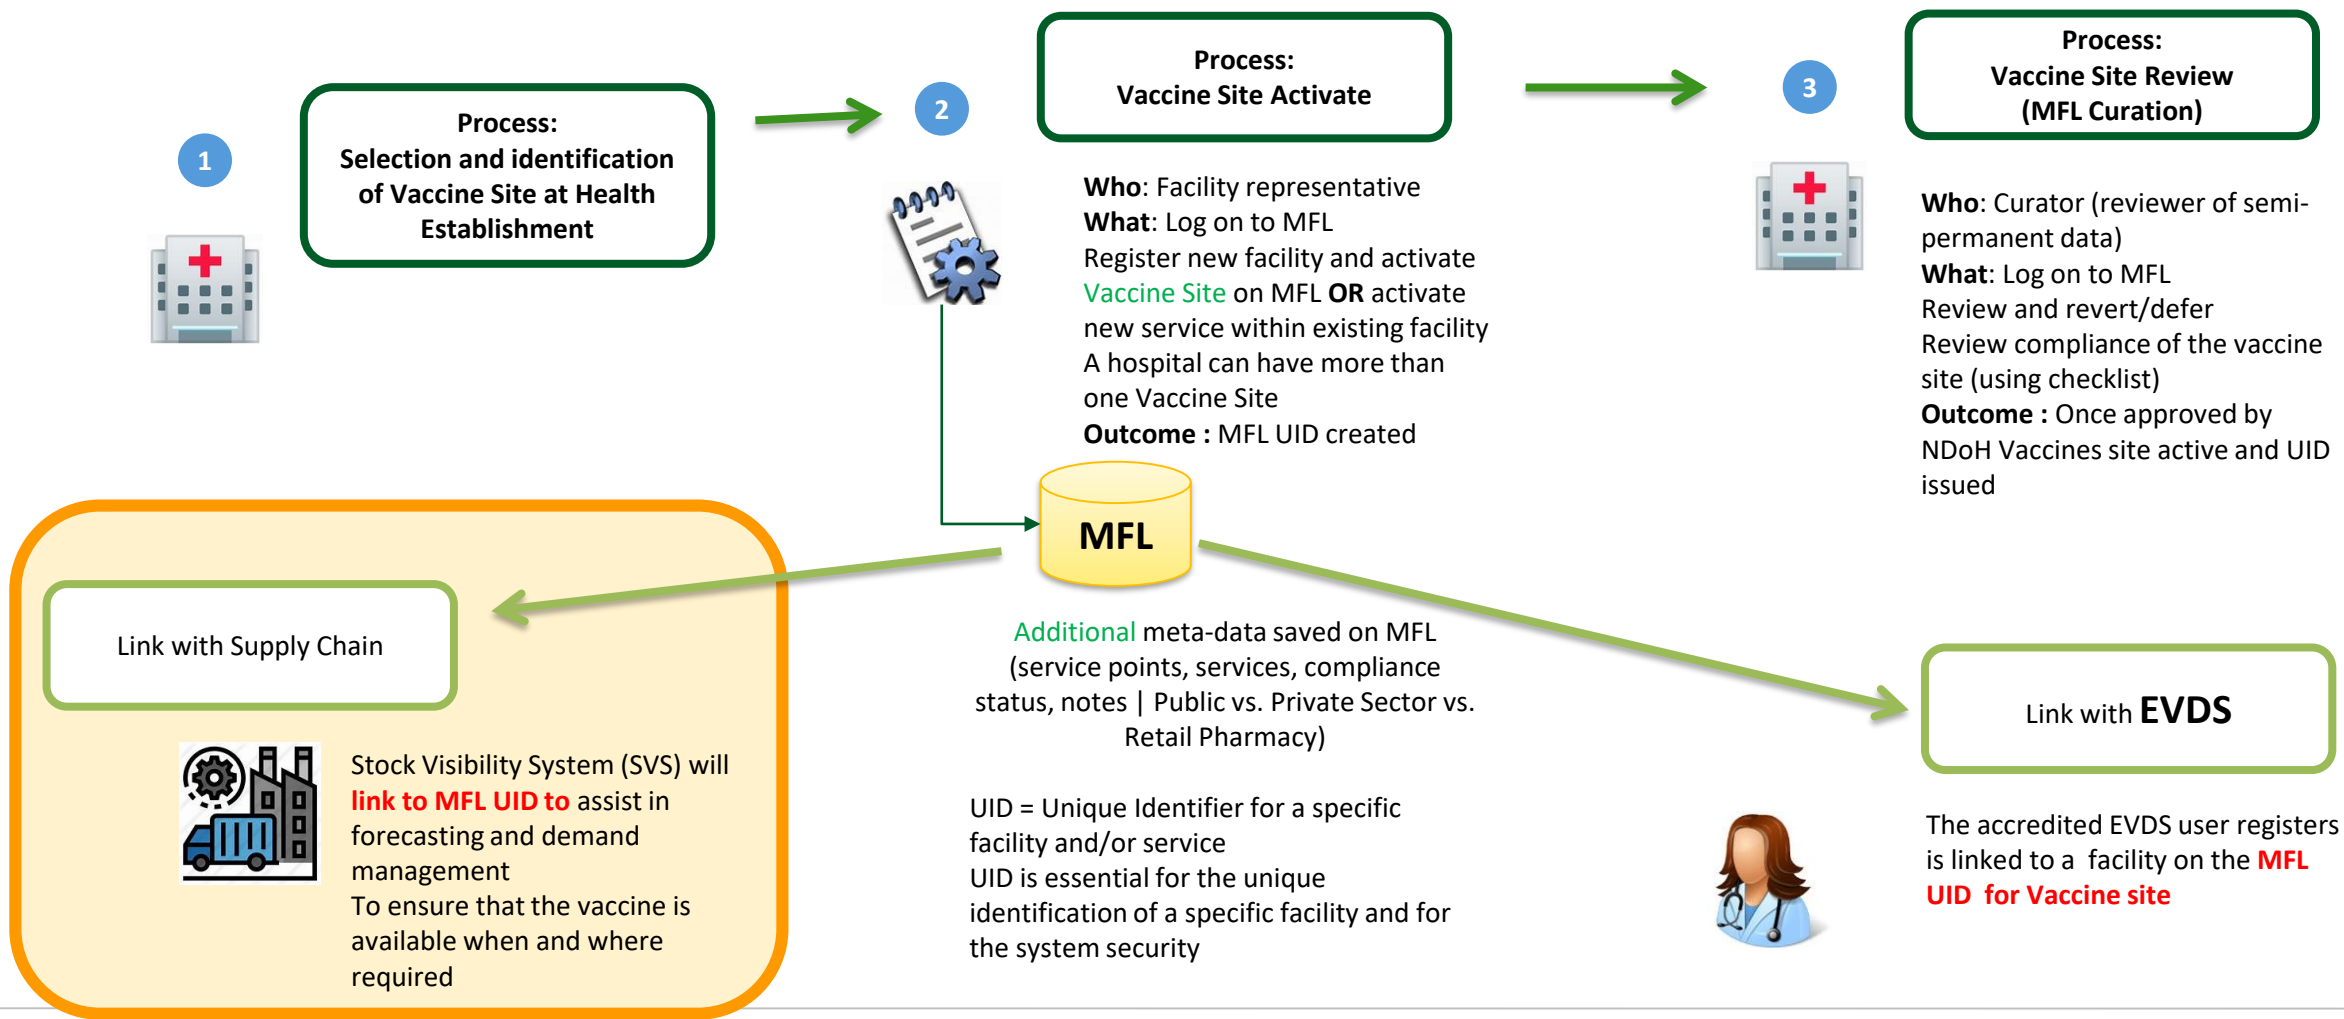 1
Process:
Selection and identification
of Vaccine Site at Health
Establishment
2
Process:
Vaccine Site Activate
Who: Facility representative
What: Log on to MFL
Register new facility and activate
Vaccine Site on MFL OR activate
new service within existing facility
A hospital can have more than
one Vaccine Site
Outcome : MFL UID created
3
Process:
Vaccine Site Review
(MFL Curation)
Who: Curator (reviewer of semi-
permanent data)
What: Log on to MFL
Review and revert/defer
Review compliance of the vaccine
site (using checklist)
Outcome : Once approved by
NDoH Vaccines site active and UID
issued
MFL
Additional meta-data saved on MFL
(service points, services, compliance
status, notes | Public vs. Private Sector vs.
Retail Pharmacy)
UID = Unique Identifier for a specific
facility and/or service
UID is essential for the unique
identification of a specific facility and for
the system security
Link with Supply Chain
Stock Visibility System (SVS) will
link to MFL UID to assist in
forecasting and demand
management
To ensure that the vaccine is
available when and where
required
Link with EVDS
The accredited EVDS user registers
is linked to a  facility on the MFL
UID  for Vaccine site